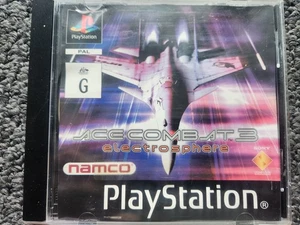 PlayStation
PAL
G
ACE COMBAT 3
electrosphere
namco
PlayStation®